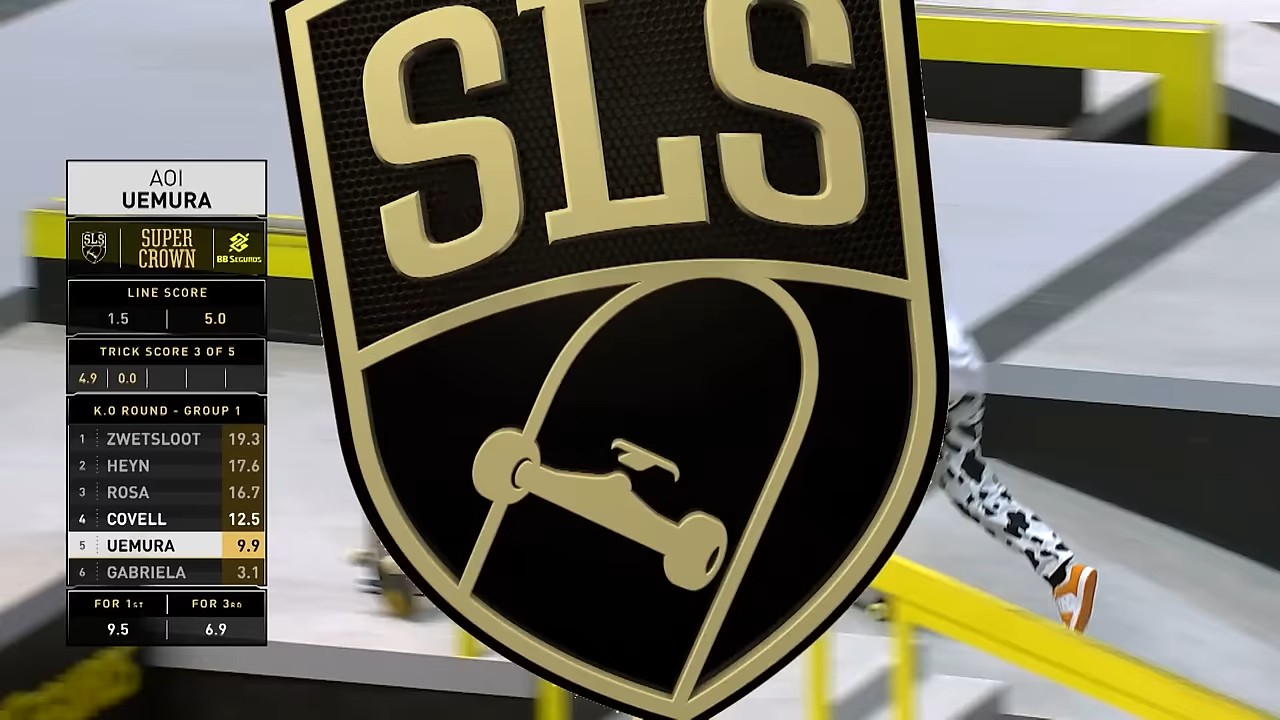 SLS
AOI
UEMURA
SLS
SUPER
CROWN
BB SEGUROS
LINE SCORE
1.5 5.0
TRICK SCORE 3 OF 5
4.9 0.0
K.O ROUND - GROUP 1
1 ZWETSLOOT 19.3
2 HEYN 17.6
3 ROSA 16.7
4 COVELL 12.5
5 UEMURA 9.9
6 GABRIELA 3.1
FOR 1ST FOR 3RD
9.5 6.9